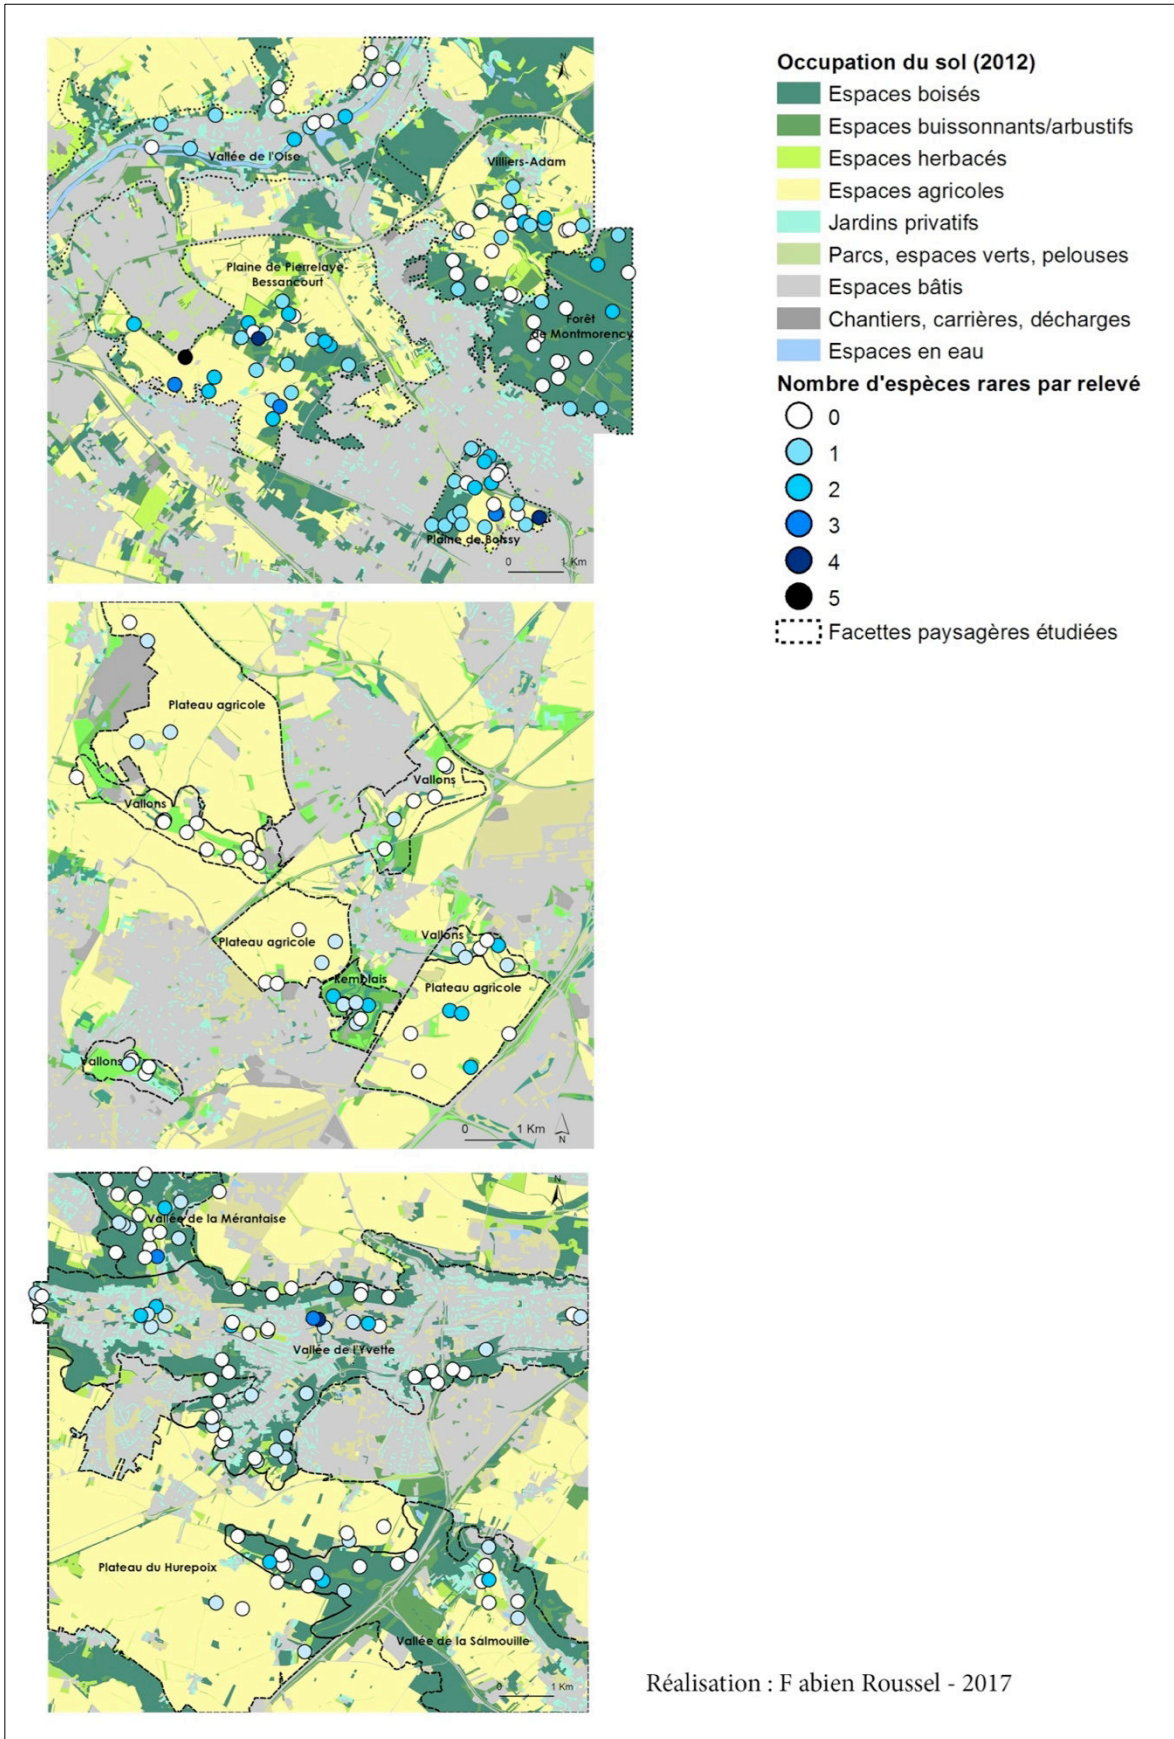 Occupation du sol (2012)
Espaces boisés
Espaces buissonnants/arbustifs
Espaces herbacés
Espaces agricoles
Jardins privatifs
Parcs, espaces verts, pelouses
Espaces bâtis
Chantiers, carrières, décharges
Espaces en eau
Nombre d'espèces rares par relevé
0
1
2
3
4
5
Facettes paysagères étudiées
N
Vallée de l'Oise
Villiers-Adam
Plaine de Pierrelaye-
Bessancourt
Forêt
de Montmorency
Plaine de Boissy
0 1 Km
Plateau agricole
Vallons
Vallons
Plateau agricole
Vallons
Remblais
Plateau agricole
Vallons
0 1 Km
N
N
Vallée de la Mérantaise
Vallée de l'Yvette
Plateau du Hurepoix
Vallée de la Salmouille
0 1 Km
Réalisation : F abien Roussel - 2017